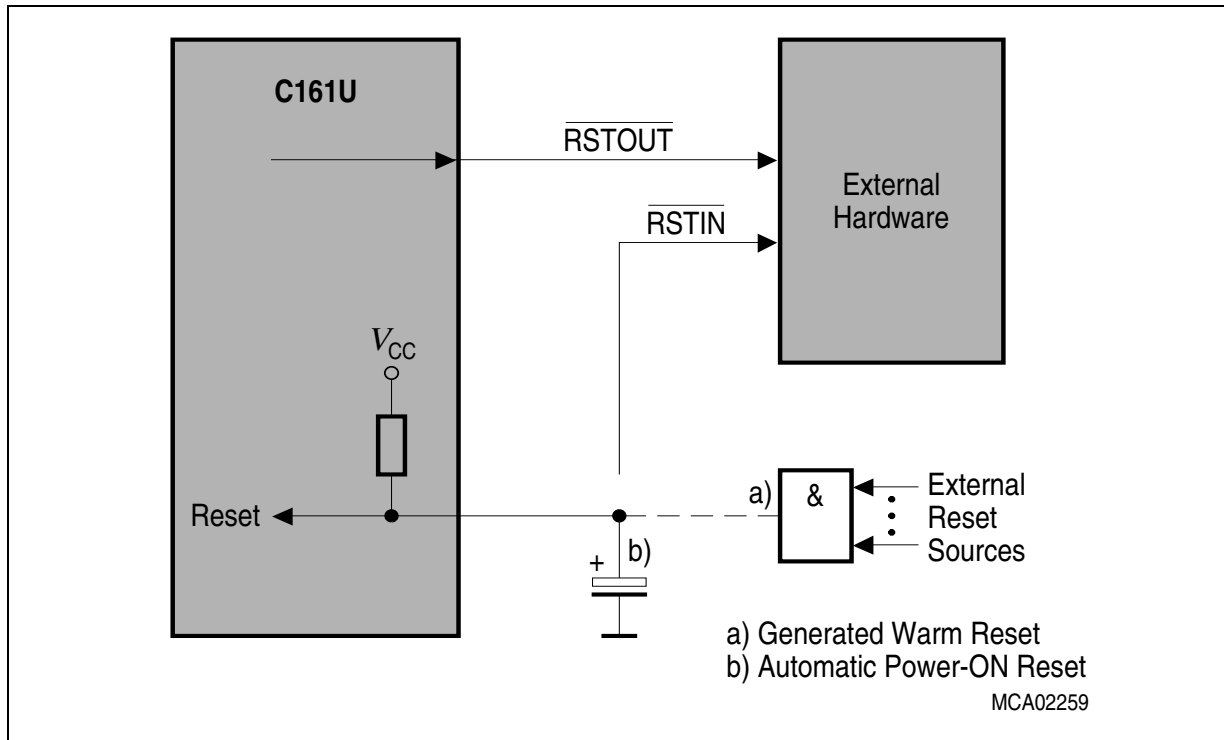 C161U
RSTOUT
External
Hardware
RSTIN
VCC
Reset
a)
&
External
Reset
Sources
b)
+
a) Generated Warm Reset
b) Automatic Power-ON Reset
MCA02259